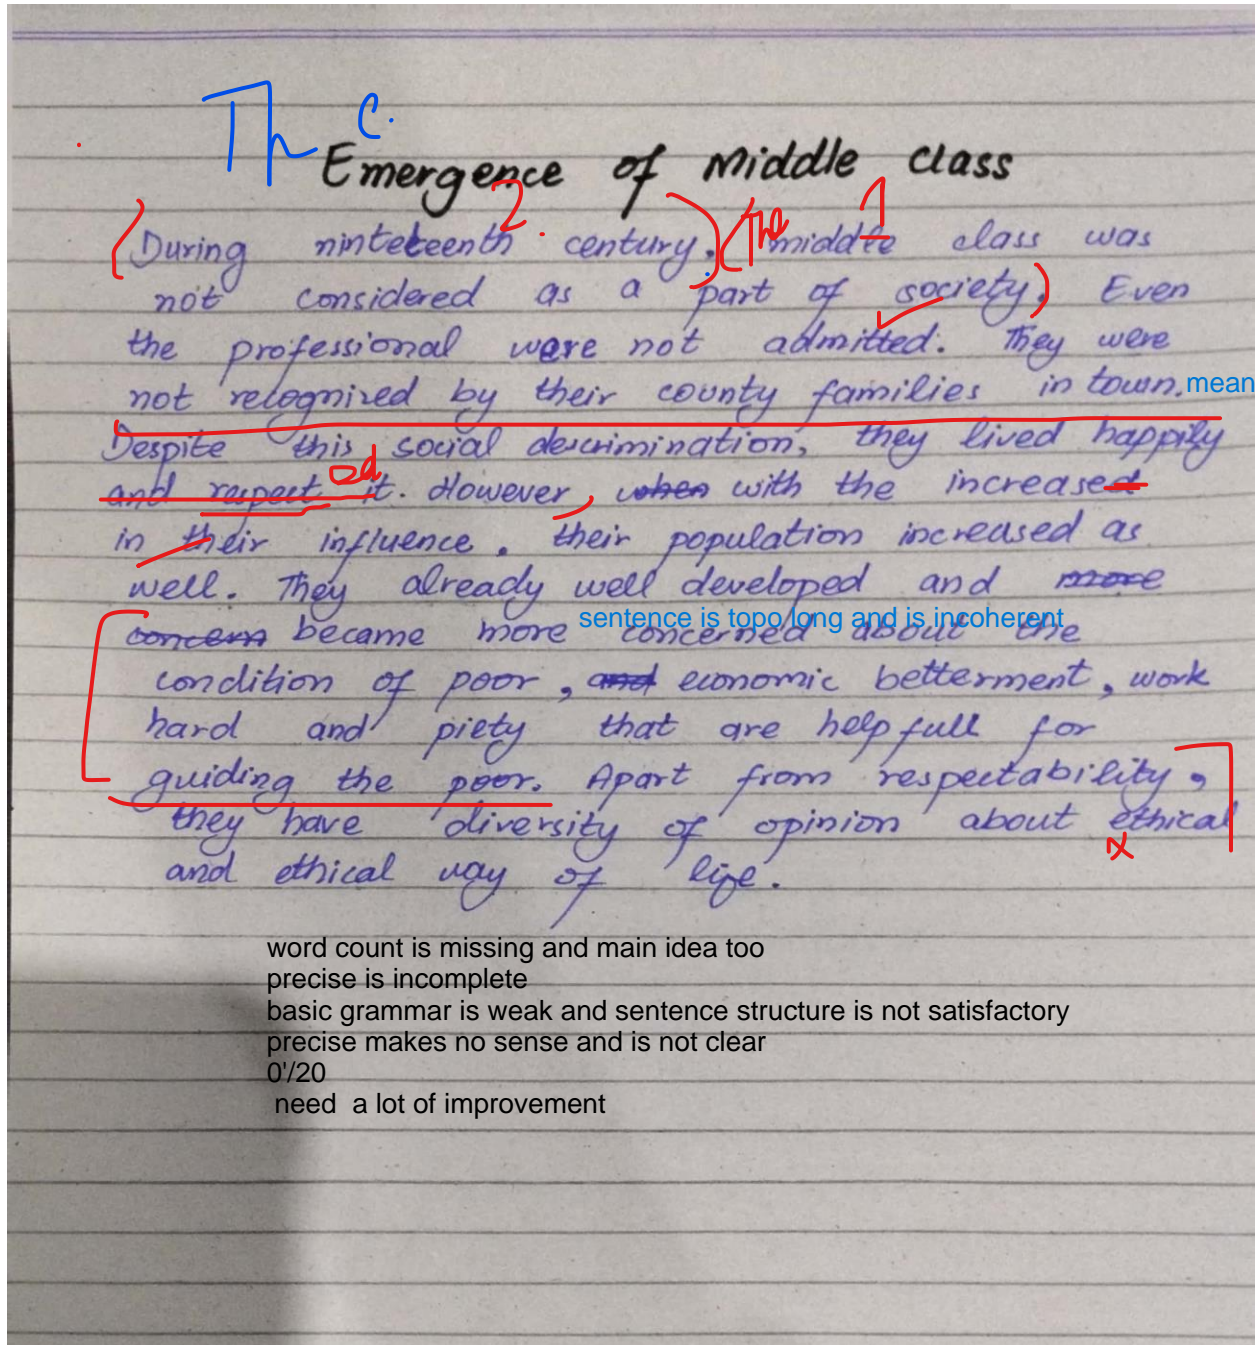 Th e.
Emergence of Middle class
2. 1
During ninteteenth century. The middle class was
not considered as a part of society. Even
the professional were not admitted. They were
not recognized by their county families in town. mean
Despite this social descrimination, they lived happily
and respect ed it. However, when with the increased
in their influence. their population increased as
well. They already well developed and more
sentence is topo long and is incoherent
concern became more concerned about the
condition of poor, and economic betterment, work
hard and piety that are help full for
guiding the poor. Apart from respectability,
they have diversity of opinion about ethical
x
and ethical way of life.
word count is missing and main idea too
precise is incomplete
basic grammar is weak and sentence structure is not satisfactory
precise makes no sense and is not clear
0'/20
need a lot of improvement